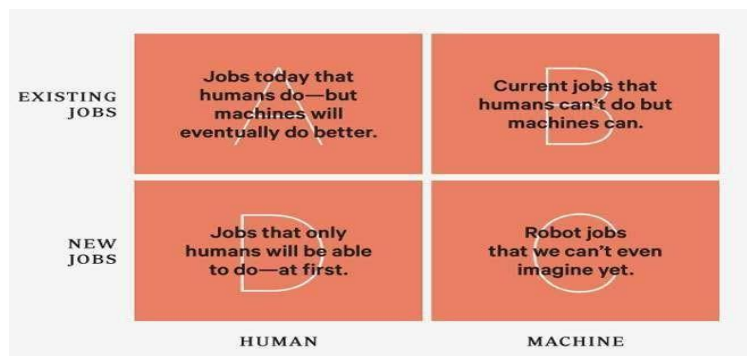 EXISTING
JOBS
A
Jobs today that
humans do—but
machines will
eventually do better.
B
Current jobs that
humans can't do but
machines can.
NEW
JOBS
D
Jobs that only
humans will be able
to do—at first.
C
Robot jobs
that we can't even
imagine yet.
HUMAN
MACHINE